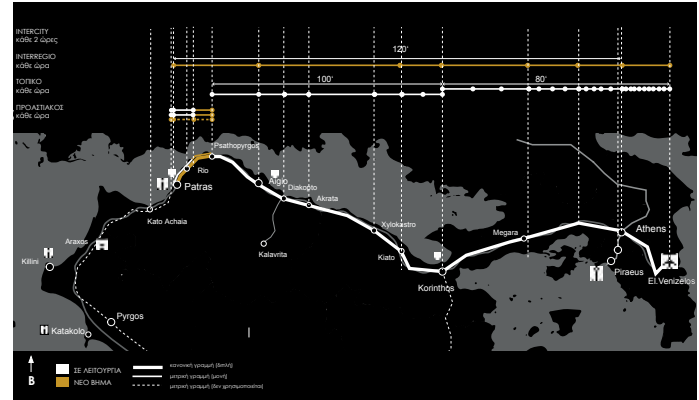 INTERCITY
κάθε 2 ώρες
120'
INTERREGIO
κάθε ώρα
ΤΟΠΙΚΟ
κάθε ώρα
100'
80'
ΠΡΟΑΣΤΙΑΚΟΣ
κάθε ώρα
Psathopyrgos
Rio
Patras
Aigio
Diakopto
Akrata
Kato Achaia
Xylokastro
Megara
Athens
Araxos
Kalavrita
Kiato
Killini
Korinthos
Piraeus
El.Venizelos
Pyrgos
Katakolo
Β
ΣΕ ΛΕΙΤΟΥΡΓΙΑ
ΝΕΟ ΒΗΜΑ
κανονική γραμμή [διπλή]
μετρική γραμμή [μονή]
μετρική γραμμή [δεν χρησιμοποιείται]